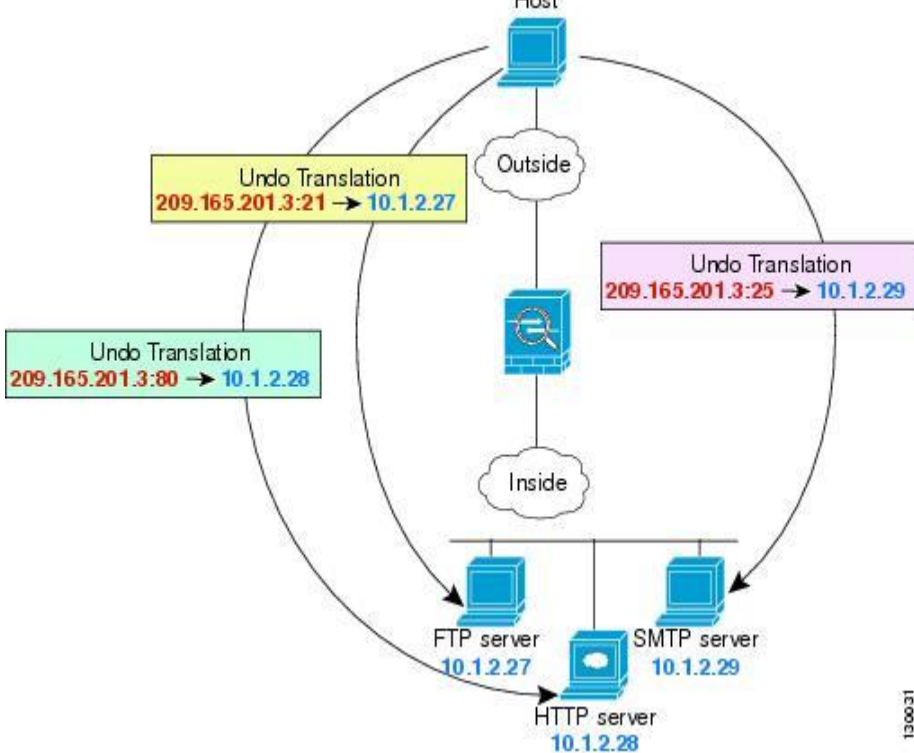 Host
Outside
Undo Translation
209.165.201.3:21 → 10.1.2.27
Undo Translation
209.165.201.3:25 → 10.1.2.29
Undo Translation
209.165.201.3:80 → 10.1.2.28
Inside
FTP server
10.1.2.27
SMTP server
10.1.2.29
HTTP server
10.1.2.28
130031